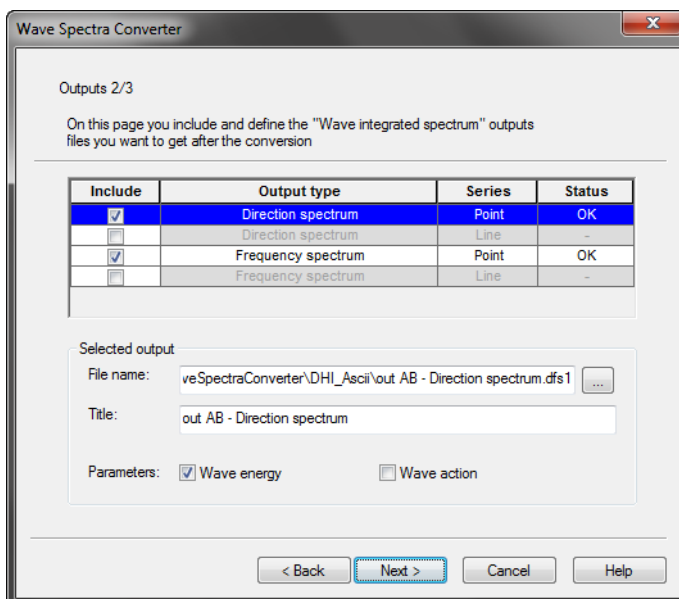 Wave Spectra Converter
Outputs 2/3
On this page you include and define the "Wave integrated spectrum" outputs
files you want to get after the conversion
Include Output type Series Status
Direction spectrum Point OK
Direction spectrum Line -
Frequency spectrum Point OK
Frequency spectrum Line -
Selected output
File name: veSpectraConverter\DHI_Ascii\out AB - Direction spectrum.dfs1 ...
Title: out AB - Direction spectrum
Parameters: Wave energy Wave action
< Back Next > Cancel Help